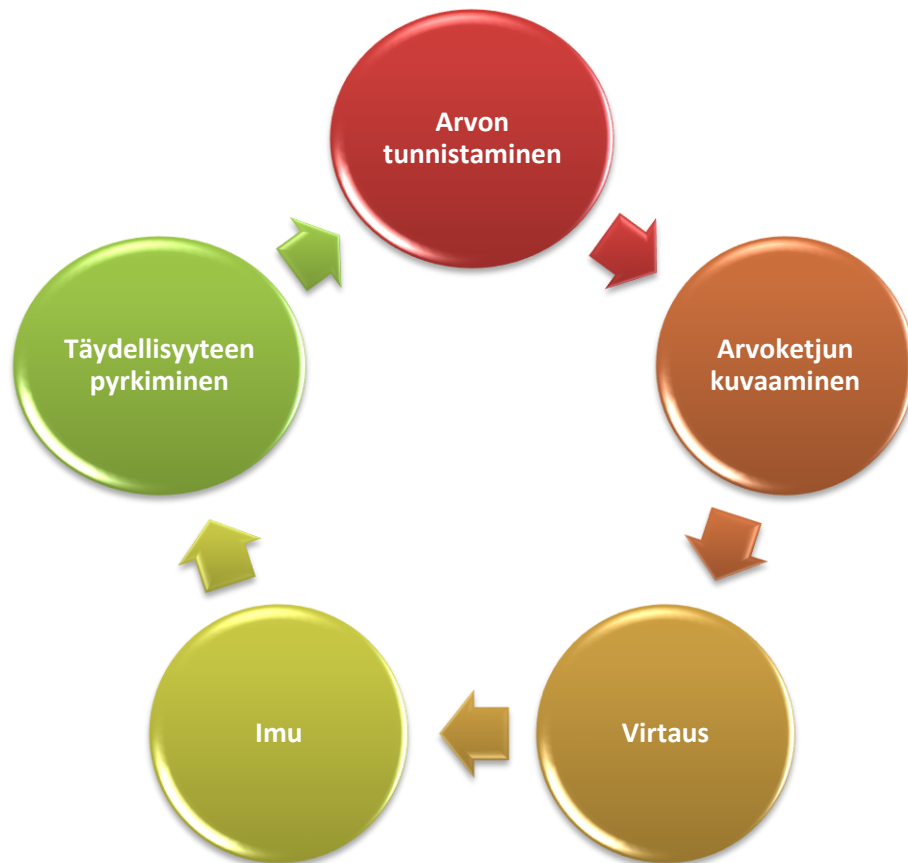 Arvon
tunnistaminen
Arvoketjun
kuvaaminen
Virtaus
Imu
Täydellisyyteen
pyrkiminen